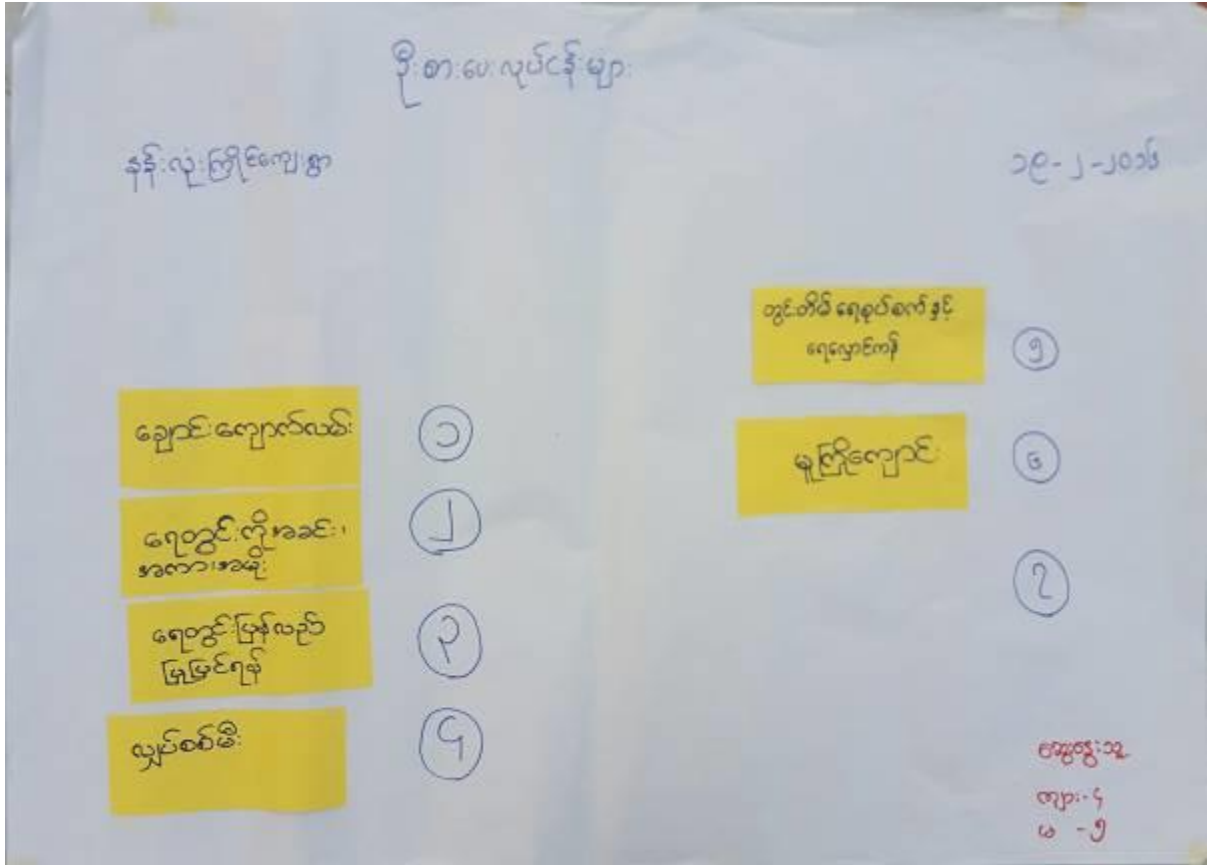 ဦးစားပေးလုပ်ငန်းများ
နန်းလုံးကြိုင်ကျေးရွာ
၁၉-၂-၂၀၁၆
ချောင်းကျောက်လမ်း
၁
ရေတွင်းကိုအခင်း၊
အကာ၊အမိုး
၂
ရေတွင်းပြန်လည်
ပြုပြင်ရန်
၃
လျှပ်စစ်မီး
၄
တွင်းတိမ် ရေစုပ်စက် နှင့်
ရေလှောင်ကန်
၅
မူကြိုကျောင်း
၆
၇
ဆွေးနွေးသူ
ကျား-၄
မ -၅